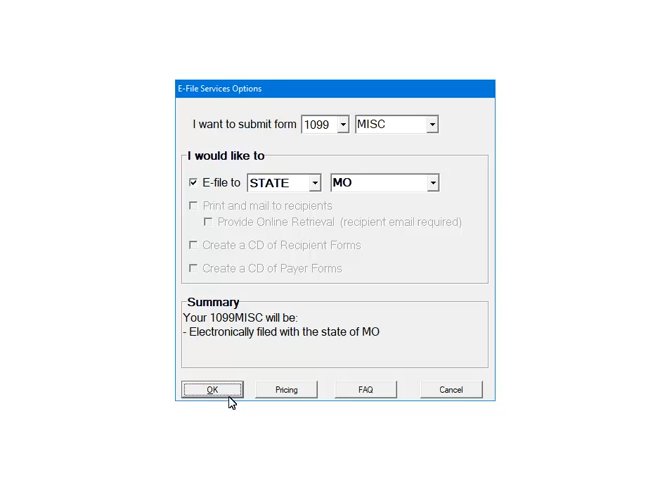 E-File Services Options
I want to submit form 1099 MISC
I would like to
E-file to STATE MO
Print and mail to recipients
Provide Online Retrieval (recipient email required)
Create a CD of Recipient Forms
Create a CD of Payer Forms
Summary
Your 1099MISC will be:
- Electronically filed with the state of MO
OK Pricing FAQ Cancel